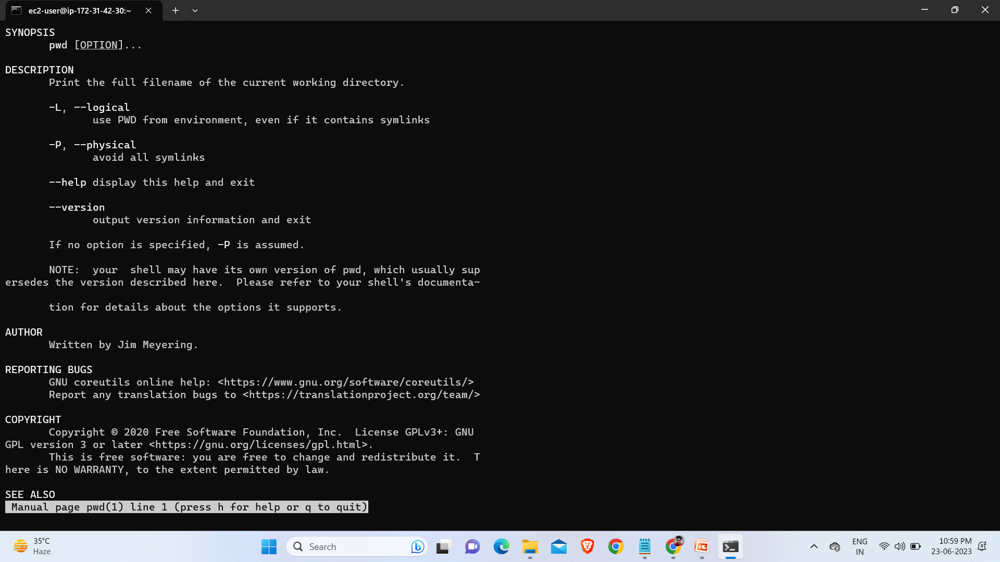 ec2-user@ip-172-31-42-30:~
SYNOPSIS
pwd [OPTION]...
DESCRIPTION
Print the full filename of the current working directory.
-L, --logical
use PWD from environment, even if it contains symlinks
-P, --physical
avoid all symlinks
--help display this help and exit
--version
output version information and exit
If no option is specified, -P is assumed.
NOTE:  your  shell may have its own version of pwd, which usually sup
ersedes the version described here.  Please refer to your shell's documenta-
tion for details about the options it supports.
AUTHOR
Written by Jim Meyering.
REPORTING BUGS
GNU coreutils online help: <https://www.gnu.org/software/coreutils/>
Report any translation bugs to <https://translationproject.org/team/>
COPYRIGHT
Copyright © 2020 Free Software Foundation, Inc.  License GPLv3+: GNU
GPL version 3 or later <https://gnu.org/licenses/gpl.html>.
This is free software: you are free to change and redistribute it.  T
here is NO WARRANTY, to the extent permitted by law.
SEE ALSO
Manual page pwd(1) line 1 (press h for help or q to quit)
35°C
Haze
Search
ENG
IN
10:59 PM
23-06-2023